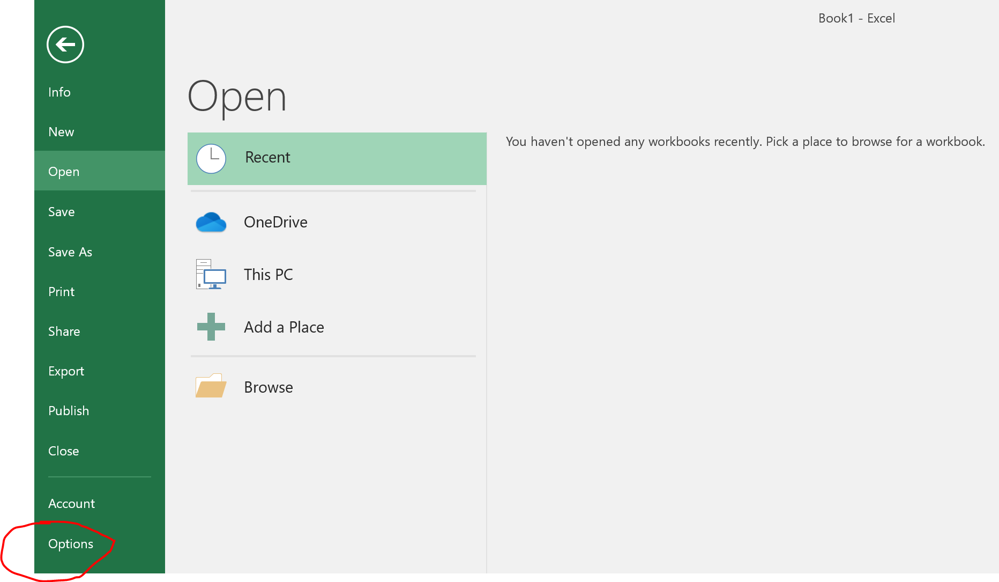 Book1 - Excel
Info
New
Open
Save
Save As
Print
Share
Export
Publish
Close
Account
Options
Open
Recent
OneDrive
This PC
Add a Place
Browse
You haven't opened any workbooks recently. Pick a place to browse for a workbook.